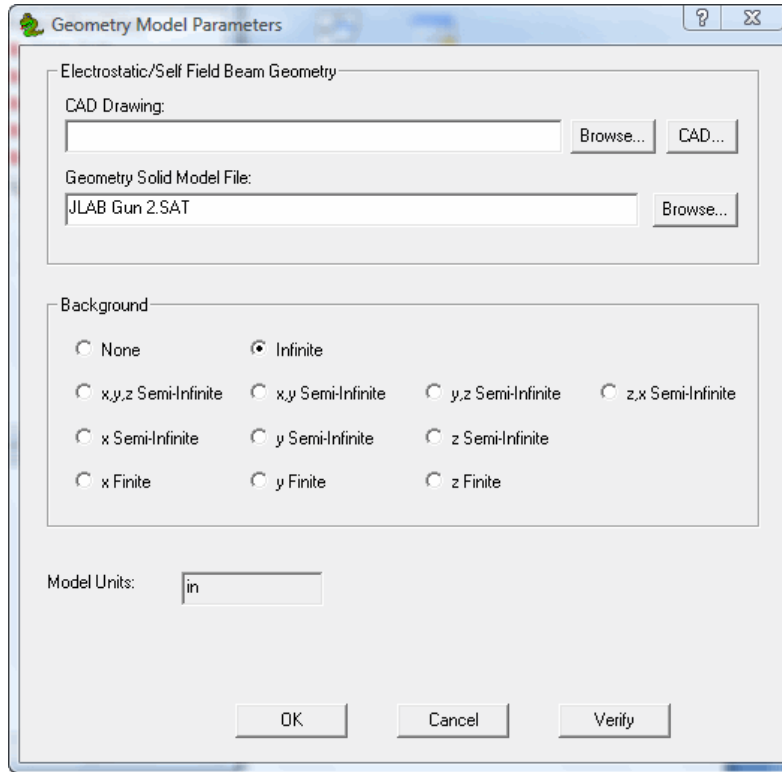 Geometry Model Parameters
?
Electrostatic/Self Field Beam Geometry
CAD Drawing:
Browse... CAD...
Geometry Solid Model File:
JLAB Gun 2.SAT Browse...
Background
None Infinite
x,y,z Semi-Infinite x,y Semi-Infinite y,z Semi-Infinite z,x Semi-Infinite
x Semi-Infinite y Semi-Infinite z Semi-Infinite
x Finite y Finite z Finite
Model Units: in
OK Cancel Verify